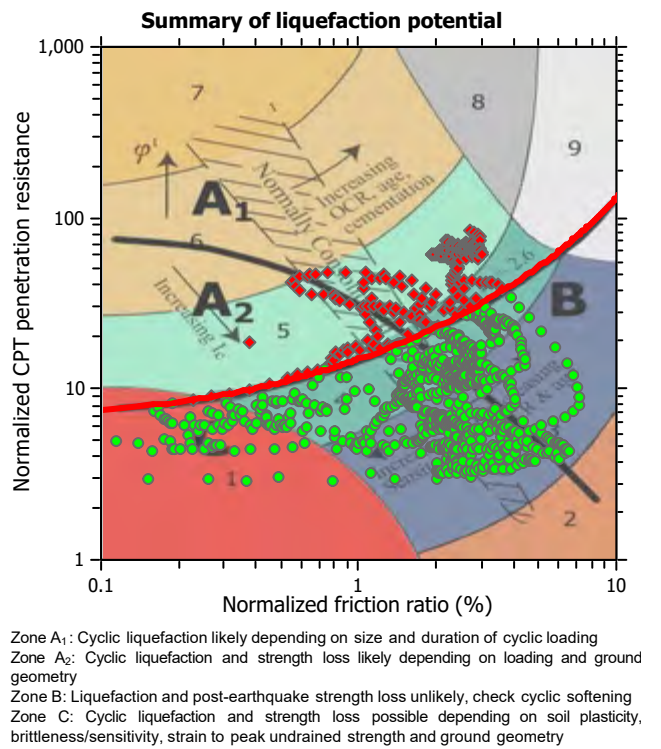 Summary of liquefaction potential
Normalized CPT penetration resistance
1,000
100
10
1
7
8
9
φ'
1
A1
Increasing
OCR, age,
cementation
Normally
6
A2
Increasing Ic
5
2.6
B
1
2
0.1
1
10
Normalized friction ratio (%)
Zone A1: Cyclic liquefaction likely depending on size and duration of cyclic loading
Zone A2: Cyclic liquefaction and strength loss likely depending on loading and ground
geometry
Zone B: Liquefaction and post-earthquake strength loss unlikely, check cyclic softening
Zone C: Cyclic liquefaction and strength loss possible depending on soil plasticity,
brittleness/sensitivity, strain to peak undrained strength and ground geometry